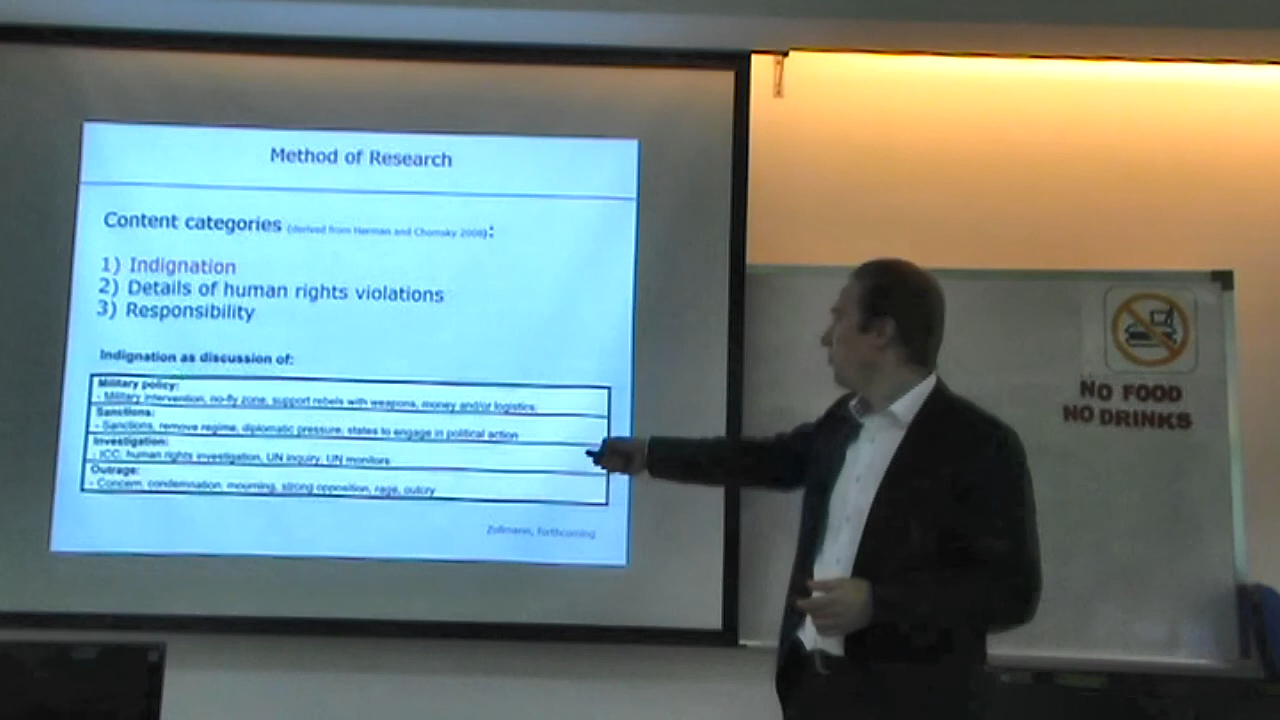 Method of Research
Content categories (derived from Herman and Chomsky 2008):
1) Indignation
2) Details of human rights violations
3) Responsibility
Indignation as discussion of:
Military policy:
- Military intervention, no-fly zone, support rebels with weapons, money and/or logistics
Sanctions:
- Sanctions, remove regime, diplomatic pressure, states to engage in political action
Investigation:
- ICC, human rights investigation, UN inquiry, UN monitors
Outrage:
- Concern, condemnation, mourning, strong opposition, rage, outcry
Zollmann, forthcoming
NO FOOD
NO DRINKS